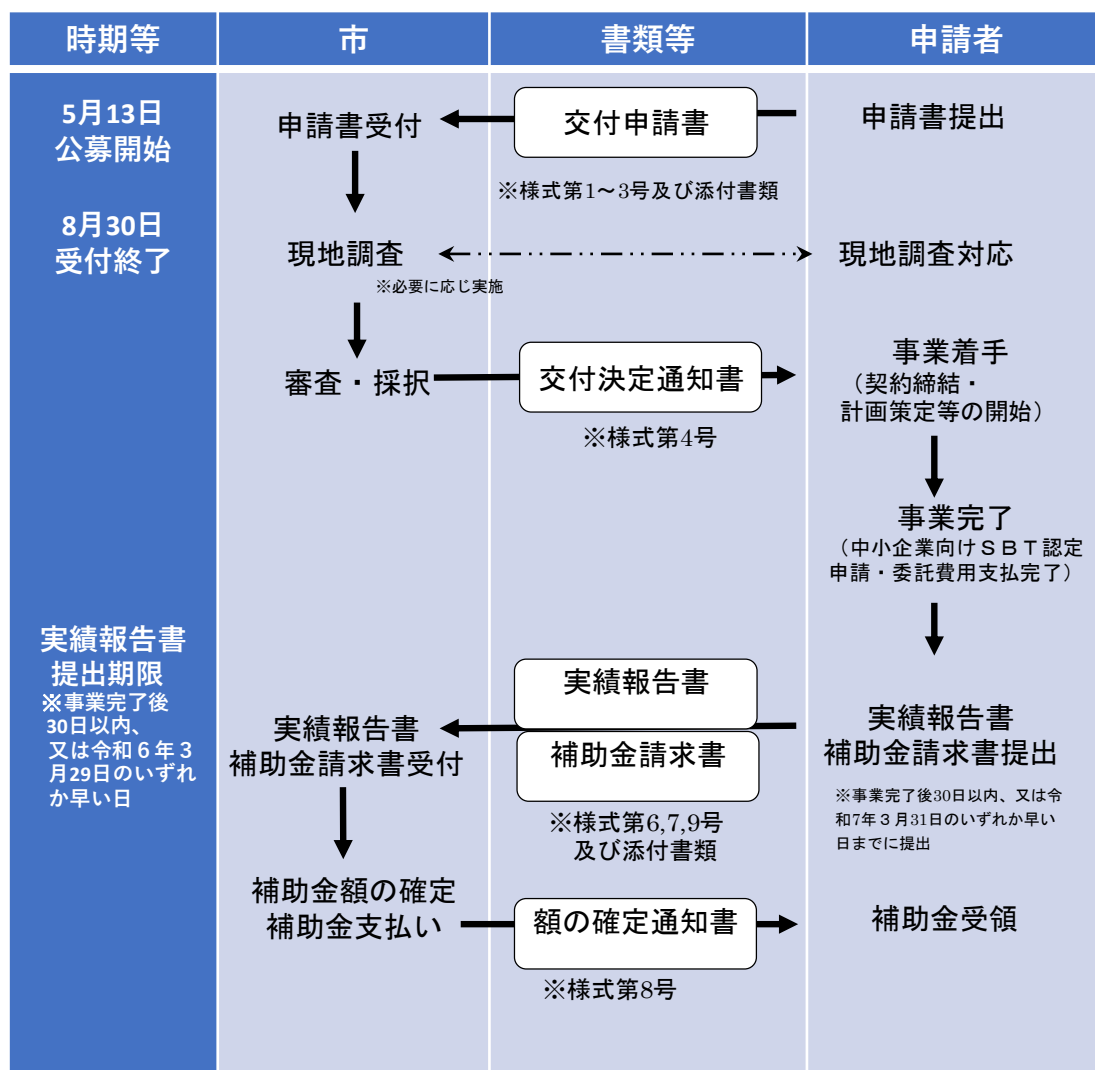 時期等
市
書類等
申請者
5月13日
公募開始
申請書受付
交付申請書
申請書提出
※様式第1～3号及び添付書類
8月30日
受付終了
現地調査
※必要に応じ実施
現地調査対応
審査・採択
交付決定通知書
※様式第4号
事業着手
（契約締結・
計画策定等の開始）
事業完了
（中小企業向けＳＢＴ認定
申請・委託費用支払完了）
実績報告書
提出期限
※事業完了後
30日以内、
又は令和６年３
月29日のいずれ
か早い日
実績報告書
補助金請求書受付
実績報告書
補助金請求書
※様式第6,7,9号
及び添付書類
実績報告書
補助金請求書提出
※事業完了後30日以内、又は令
和7年３月31日のいずれか早い
日までに提出
補助金額の確定
補助金支払い
額の確定通知書
※様式第8号
補助金受領